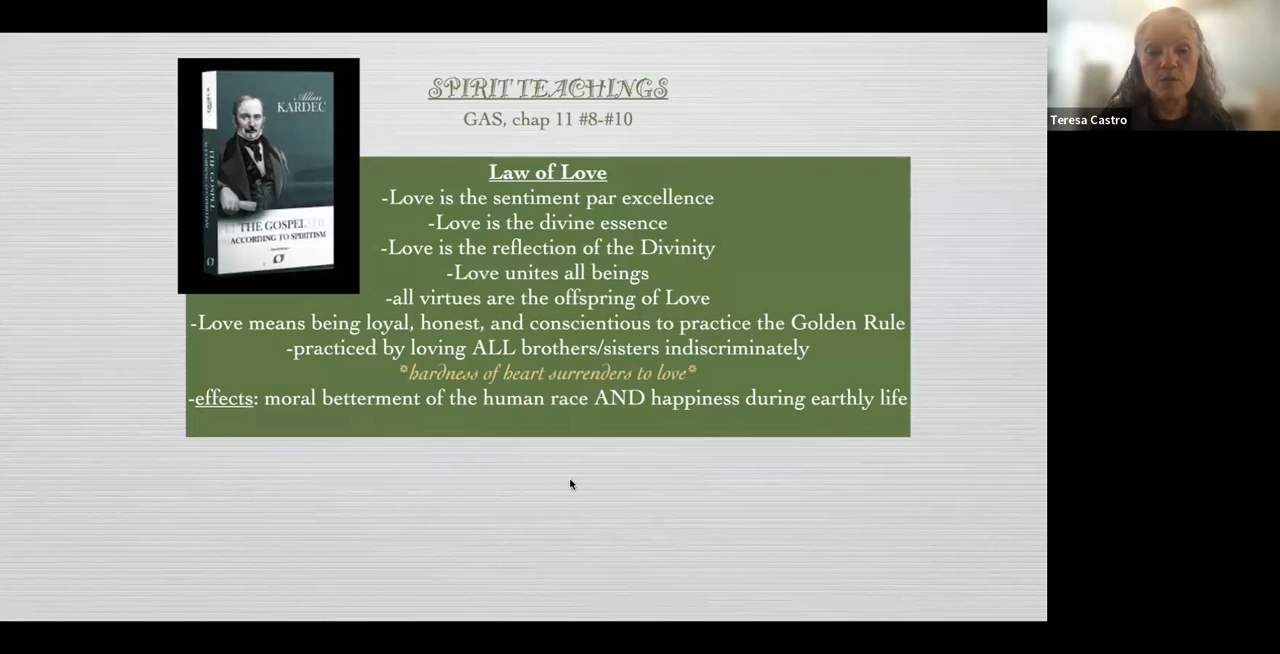 SPIRIT TEACHINGS
GAS, chap 11 #8-#10
Allan
KARDEC
THE GOSPEL
ACCORDING TO SPIRITISM
Law of Love
-Love is the sentiment par excellence
-Love is the divine essence
-Love is the reflection of the Divinity
-Love unites all beings
-all virtues are the offspring of Love
-Love means being loyal, honest, and conscientious to practice the Golden Rule
-practiced by loving ALL brothers/sisters indiscriminately
*hardness of heart surrenders to love*
-effects: moral betterment of the human race AND happiness during earthly life
Teresa Castro